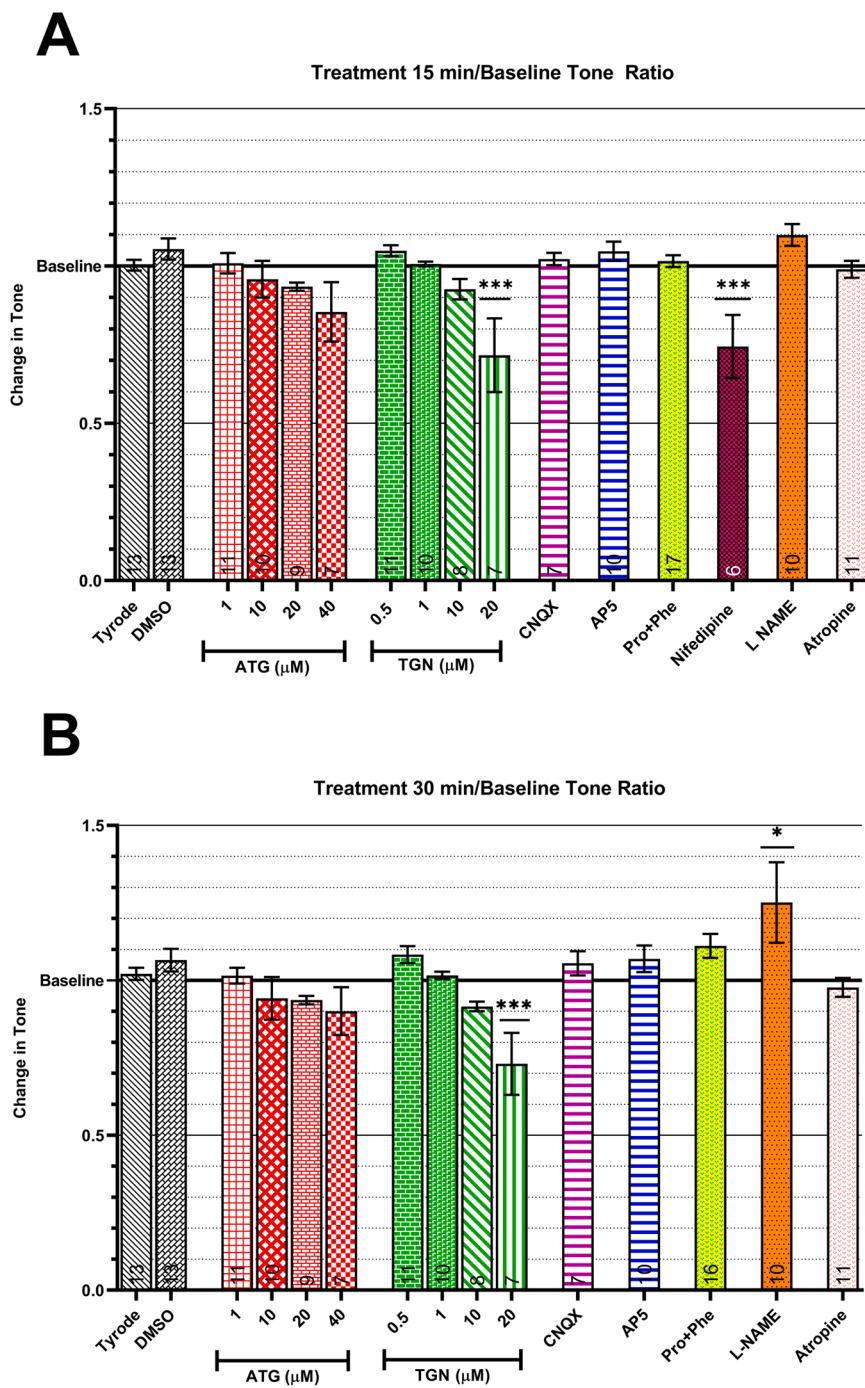 A
Treatment 15 min/Baseline Tone Ratio
1.5
Baseline
0.5
0.0
Change in Tone
***
***
13
13
11
10
9
7
11
10
8
7
7
10
17
6
10
11
Tyrode
DMSO
1
10
20
40
0.5
1
10
20
CNQX
AP5
Pro+Phe
Nifedipine
L NAME
Atropine
ATG (μM)
TGN (μM)
B
Treatment 30 min/Baseline Tone Ratio
1.5
Baseline
0.5
0.0
Change in Tone
*
***
13
13
11
10
9
7
11
10
8
7
7
10
16
10
11
Tyrode
DMSO
1
10
20
40
0.5
1
10
20
CNQX
AP5
Pro+Phe
L-NAME
Atropine
ATG (μM)
TGN (μM)